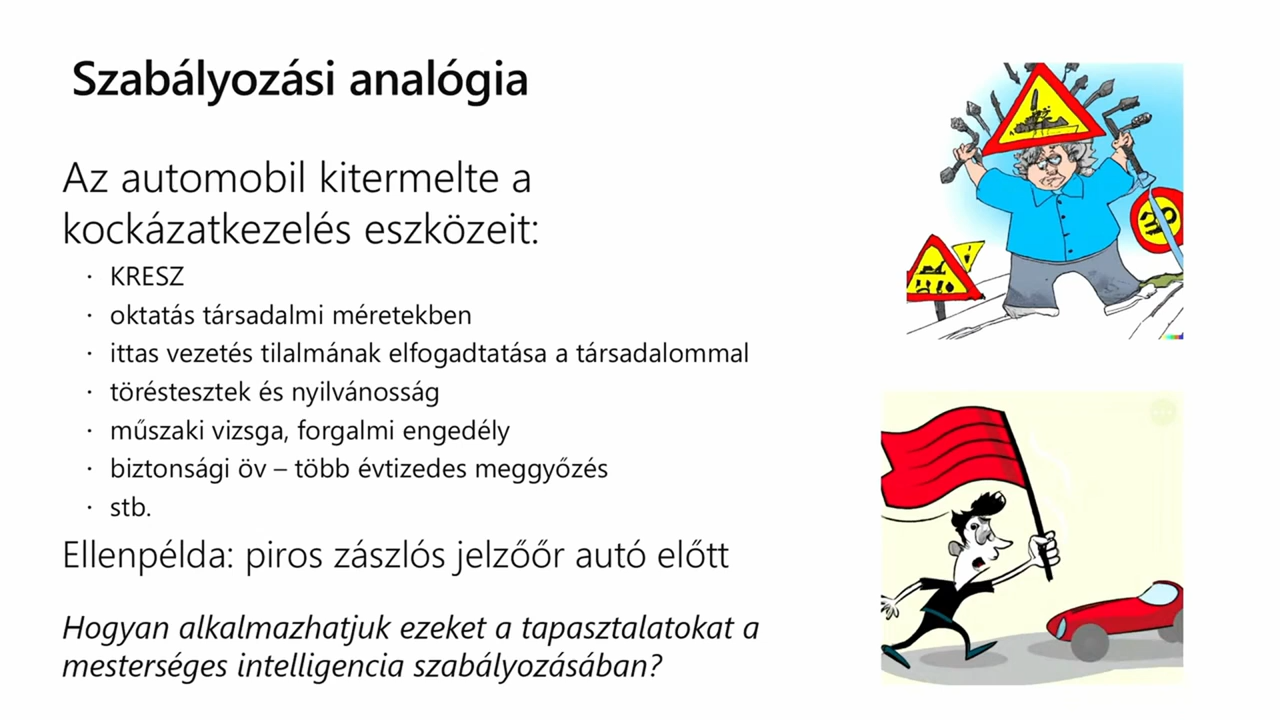 Szabályozási analógia
Az automobil kitermelte a
kockázatkezelés eszközeit:
· KRESZ
· oktatás társadalmi méretekben
· ittas vezetés tilalmának elfogadtatása a társadalommal
· töréstesztek és nyilvánosság
· műszaki vizsga, forgalmi engedély
· biztonsági öv – több évtizedes meggyőzés
· stb.
Ellenpélda: piros zászlós jelzőőr autó előtt
Hogyan alkalmazhatjuk ezeket a tapasztalatokat a
mesterséges intelligencia szabályozásában?